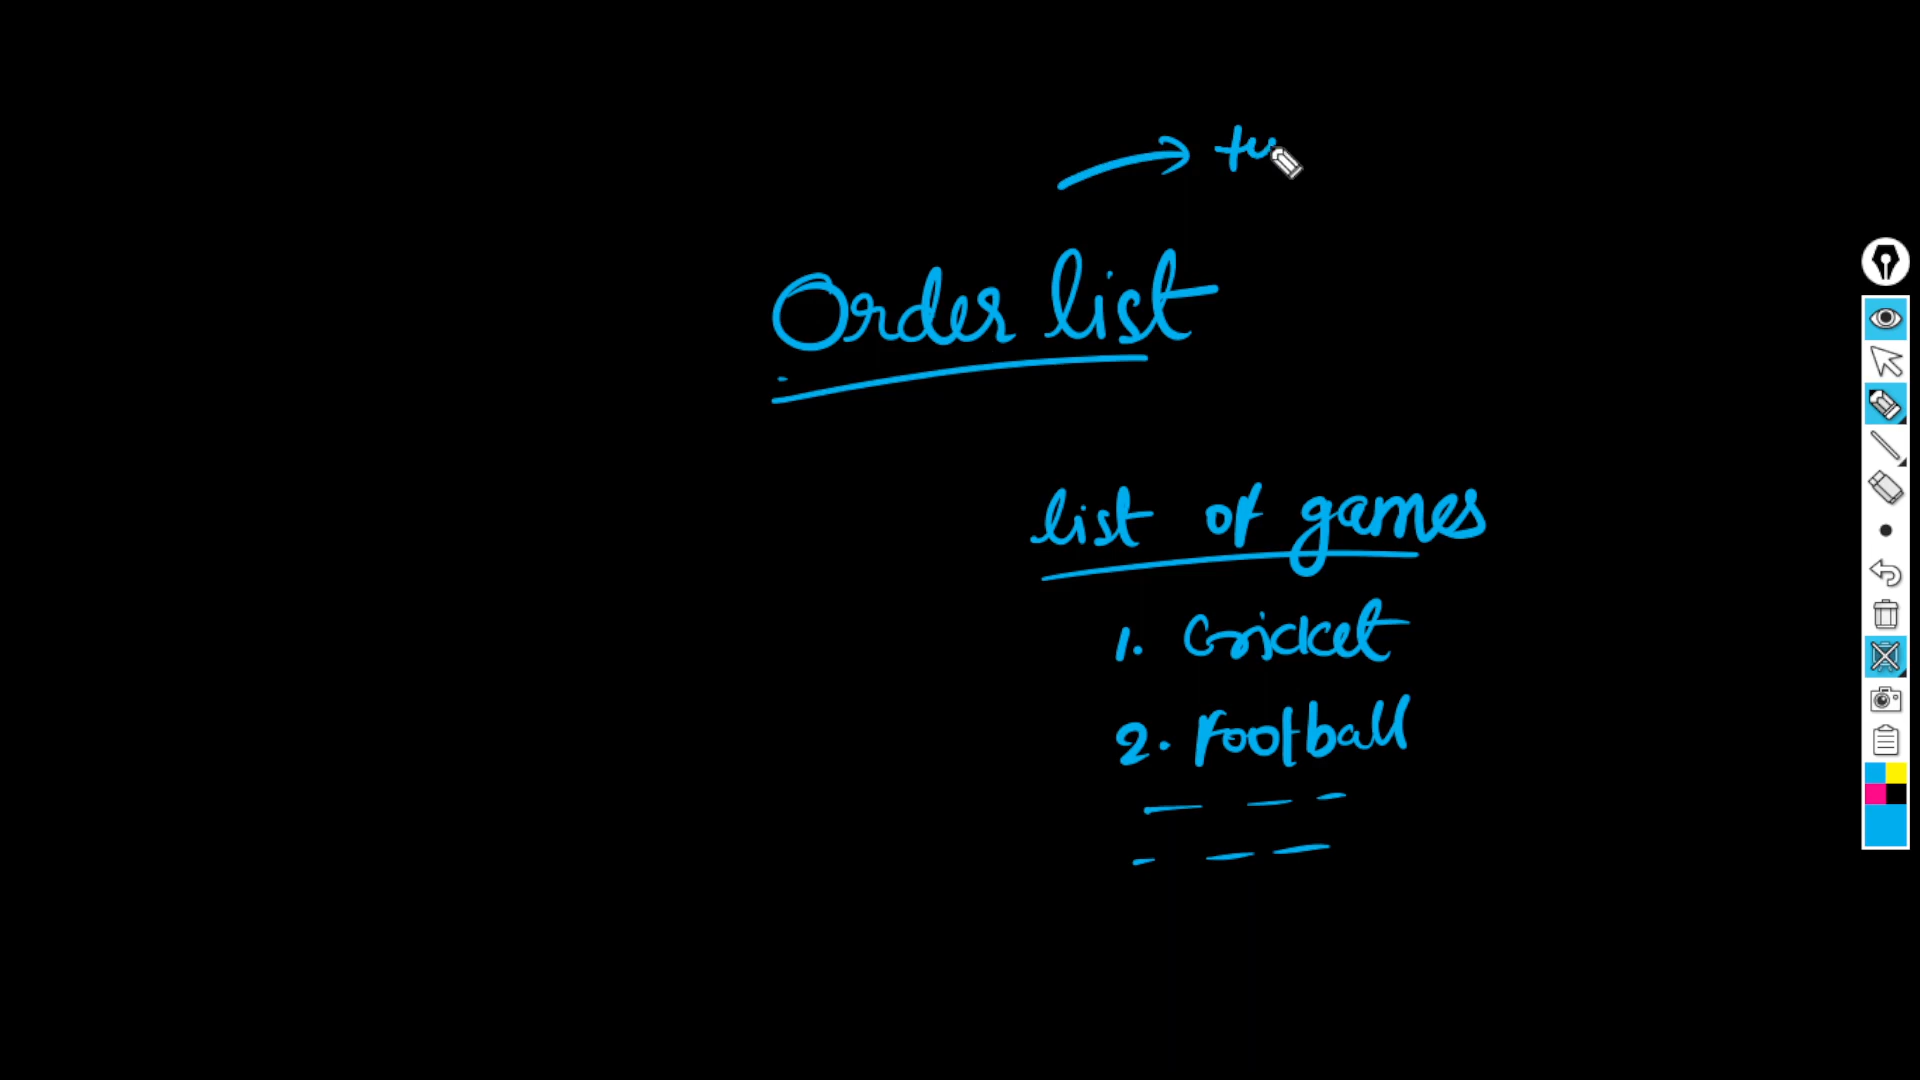 Order list
list of games
1. Cricket
2. Football